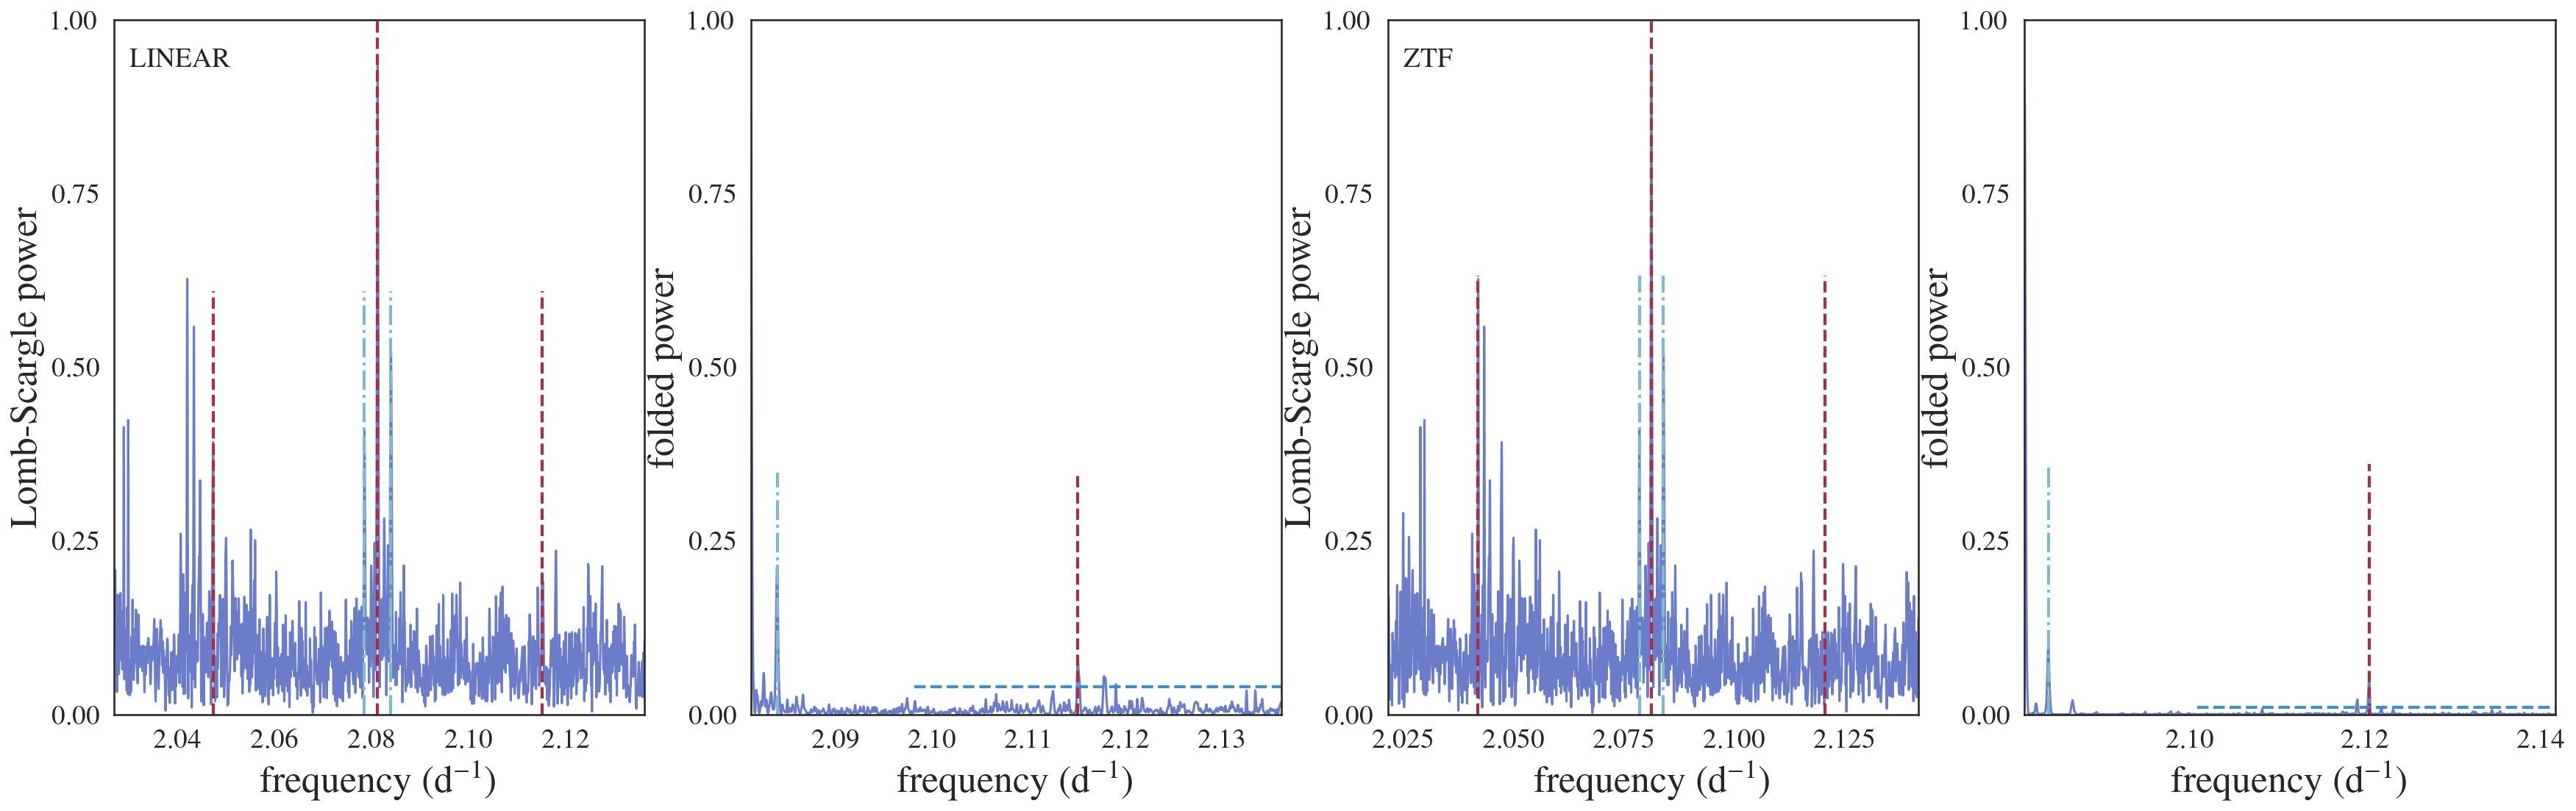 LINEAR
Lomb-Scargle power
1.00
0.75
0.50
0.25
0.00
2.04 2.06 2.08 2.10 2.12
frequency (d⁻¹)
folded power
1.00
0.75
0.50
0.25
0.00
2.09 2.10 2.11 2.12 2.13
frequency (d⁻¹)
ZTF
Lomb-Scargle power
1.00
0.75
0.50
0.25
0.00
2.025 2.050 2.075 2.100 2.125
frequency (d⁻¹)
folded power
1.00
0.75
0.50
0.25
0.00
2.10 2.12 2.14
frequency (d⁻¹)